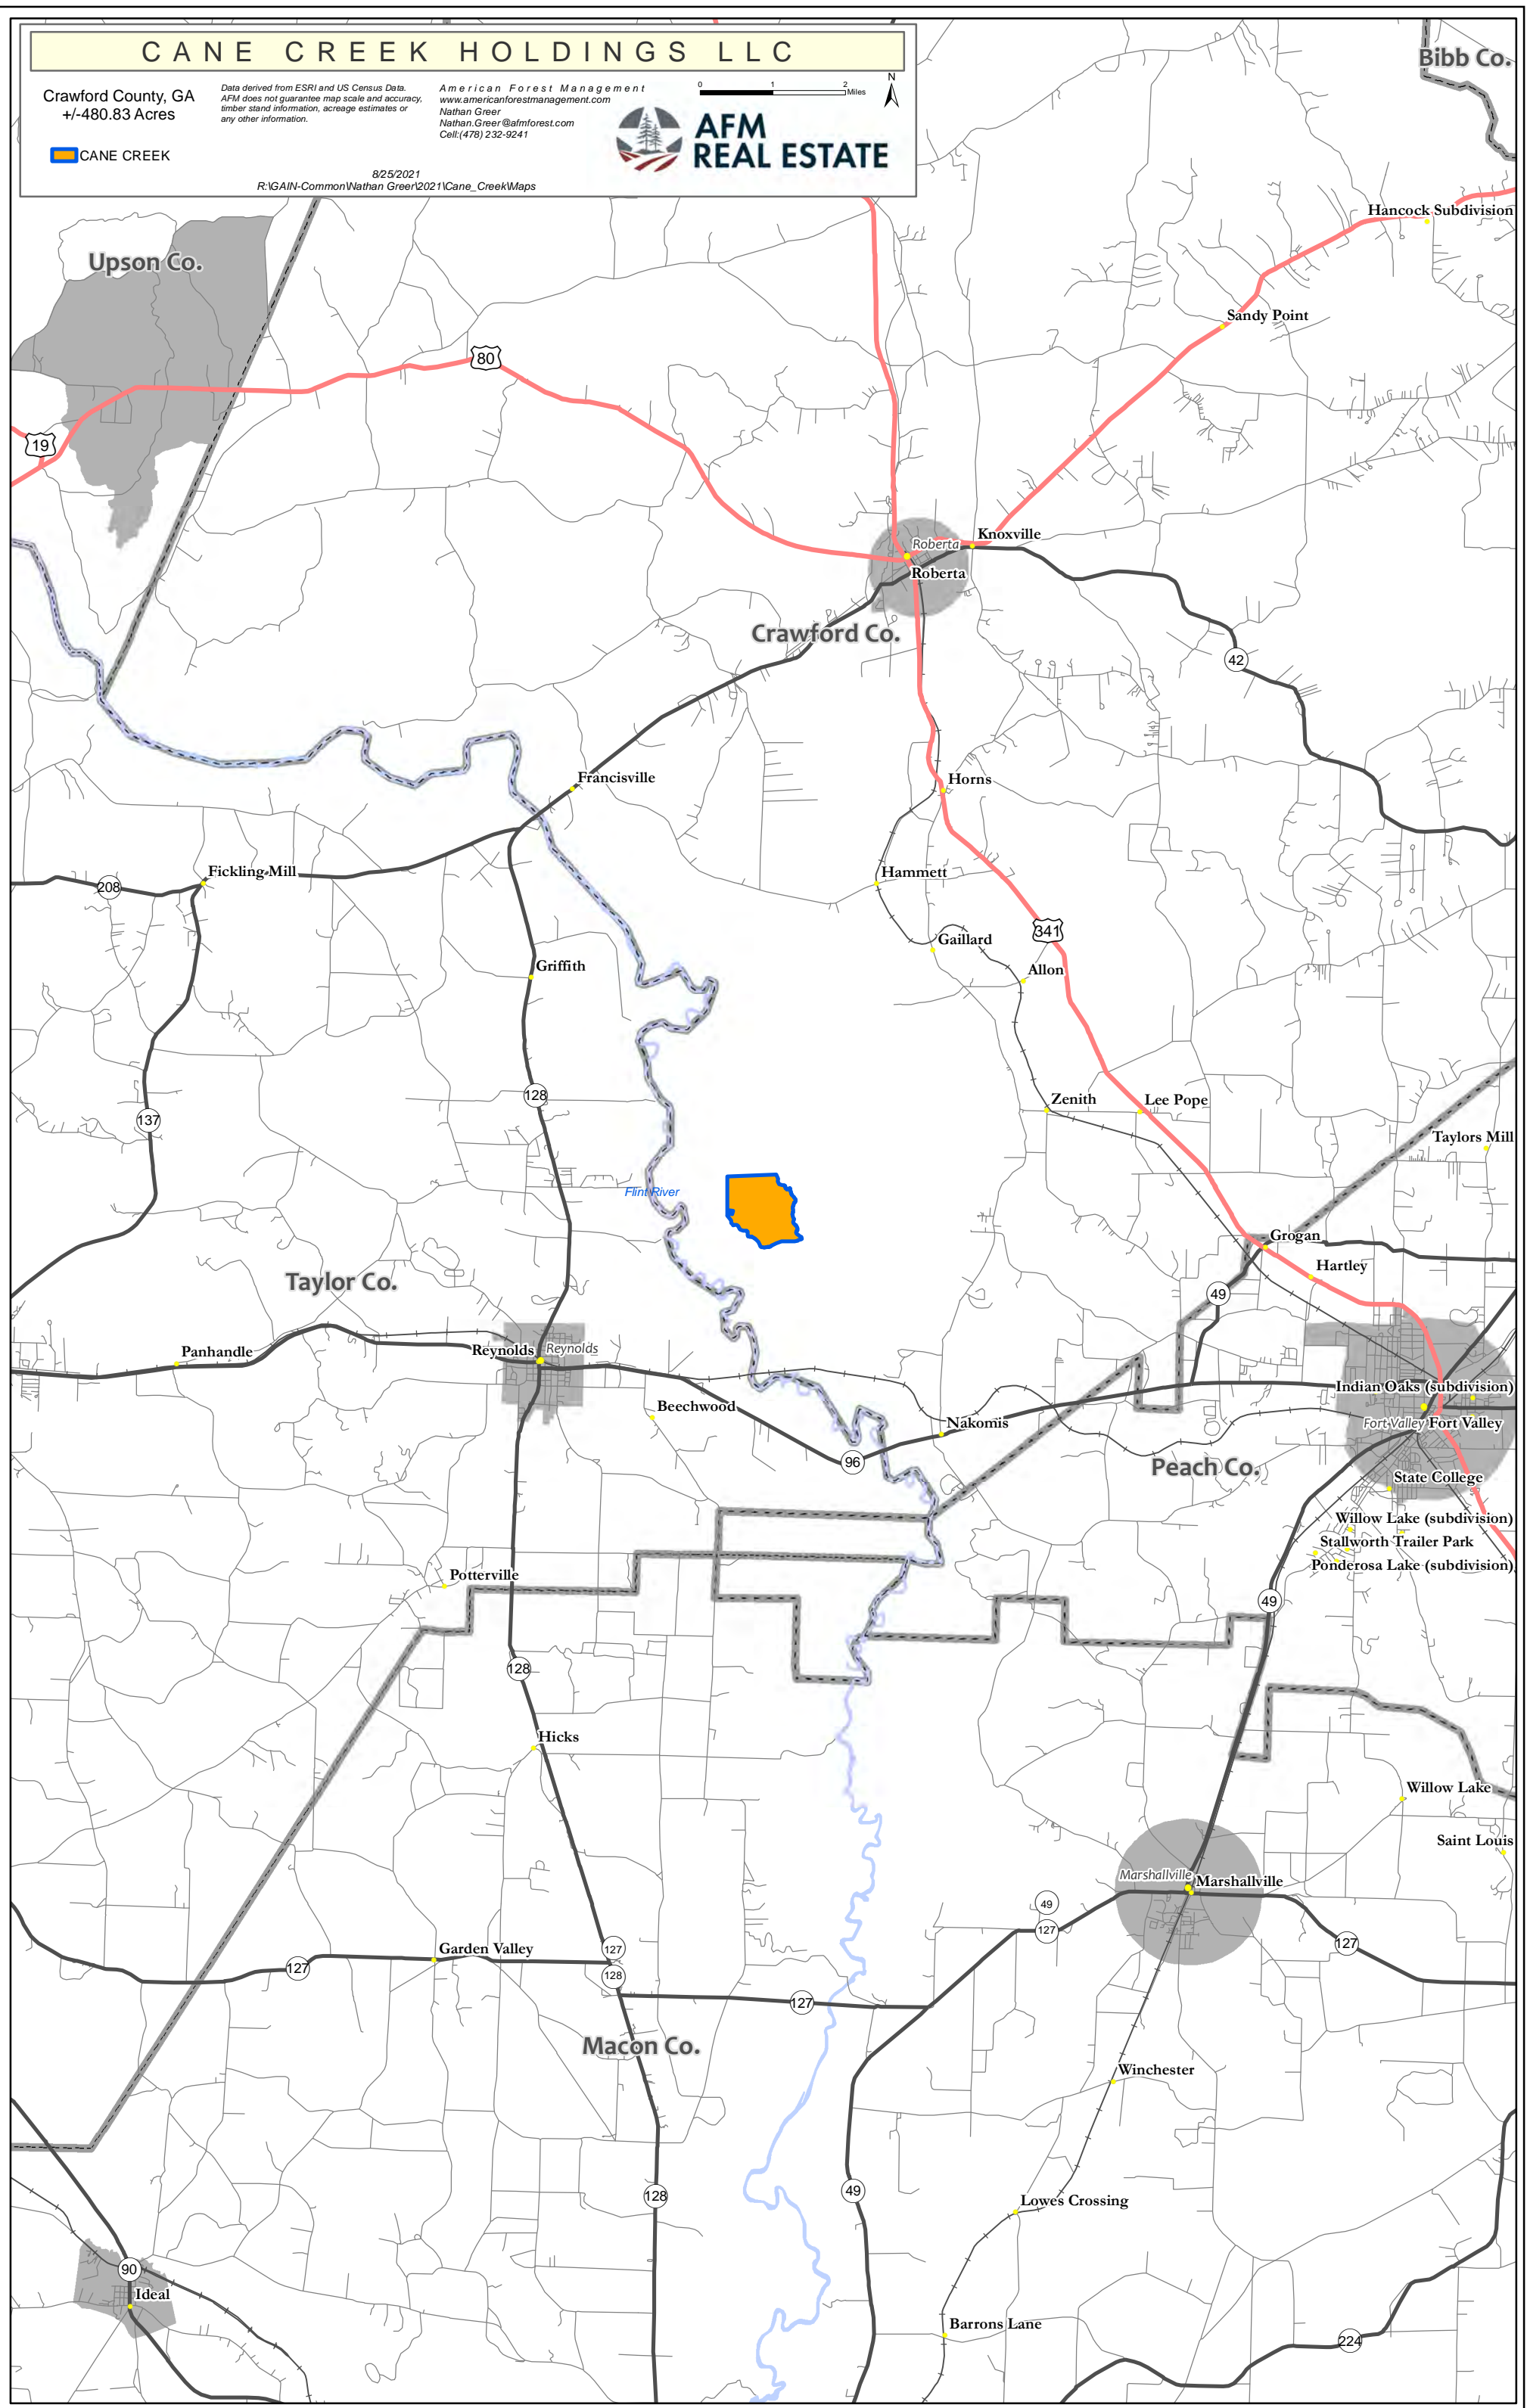 CANE CREEK HOLDINGS LLC
Crawford County, GA
+/-480.83 Acres
CANE CREEK
Data derived from ESRI and US Census Data.
AFM does not guarantee map scale and accuracy,
timber stand information, acreage estimates or
any other information.
American Forest Management
www.americanforestmanagement.com
Nathan Greer
Nathan.Greer@afmforest.com
Cell:(478) 232-9241
0 1 2
Miles
N
AFM
REAL ESTATE
8/25/2021
R:\GAIN-Common\Nathan Greer\2021\Cane_Creek\Maps
Bibb Co.
Hancock Subdivision
Upson Co.
Sandy Point
80
19
Knoxville
Roberta
Roberta
Crawford Co.
42
Francisville
Horns
Fickling Mill
208
Hammett
341
Gaillard
Griffith
Allon
128
Zenith
Lee Pope
137
Taylors Mill
Flint River
Grogan
Hartley
Taylor Co.
49
Panhandle
Reynolds
Reynolds
Indian Oaks (subdivision)
Beechwood
Nakomis
Fort Valley
Fort Valley
96
Peach Co.
State College
Willow Lake (subdivision)
Stallworth Trailer Park
Ponderosa Lake (subdivision)
Potterville
49
128
Hicks
Willow Lake
Saint Louis
Marshallville
Marshallville
49
127
127
Garden Valley
127
127
128
127
Macon Co.
Winchester
128
49
Lowes Crossing
90
Ideal
Barrons Lane
224